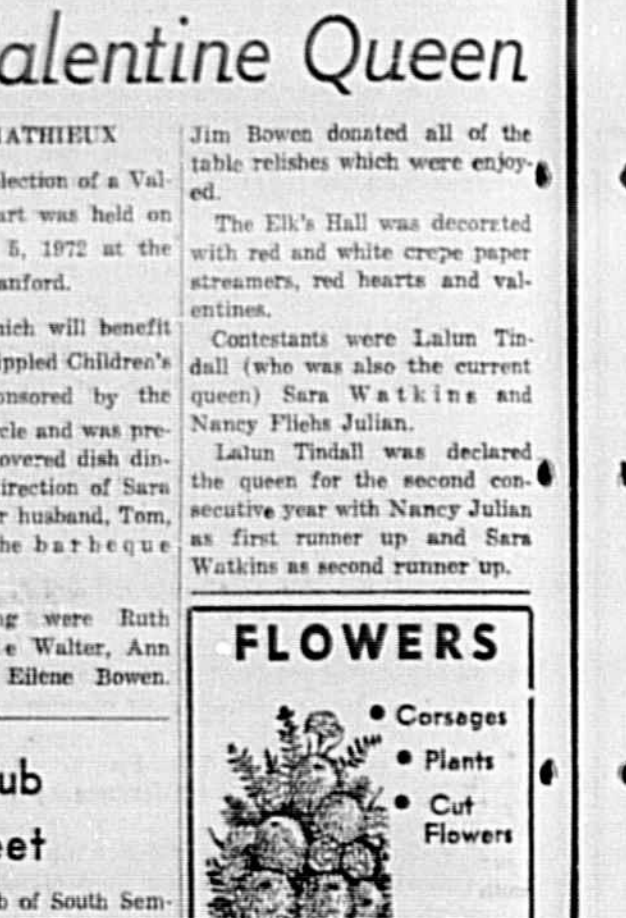 alentine Queen
ATHIEUX
lection of a Val-
art was held on
5, 1972 at the
anford.
hich will benefit
ippled Children's
onsored by the
cle and was pre-
overed dish din-
irection of Sara
r husband, Tom,
he barbeque
ng were Ruth
e Walter, Ann
Eilene Bowen.
ub
eet
b of South Sem-
Jim Bowen donated all of the
table relishes which were enjoy-
ed.
The Elk's Hall was decorated
with red and white crepe paper
streamers, red hearts and val-
entines.
Contestants were Lalun Tin-
dall (who was also the current
queen) Sara Watkins and
Nancy Fliehs Julian.
Lalun Tindall was declared
the queen for the second con-
secutive year with Nancy Julian
as first runner up and Sara
Watkins as second runner up.
FLOWERS
• Corsages
• Plants
• Cut
Flowers